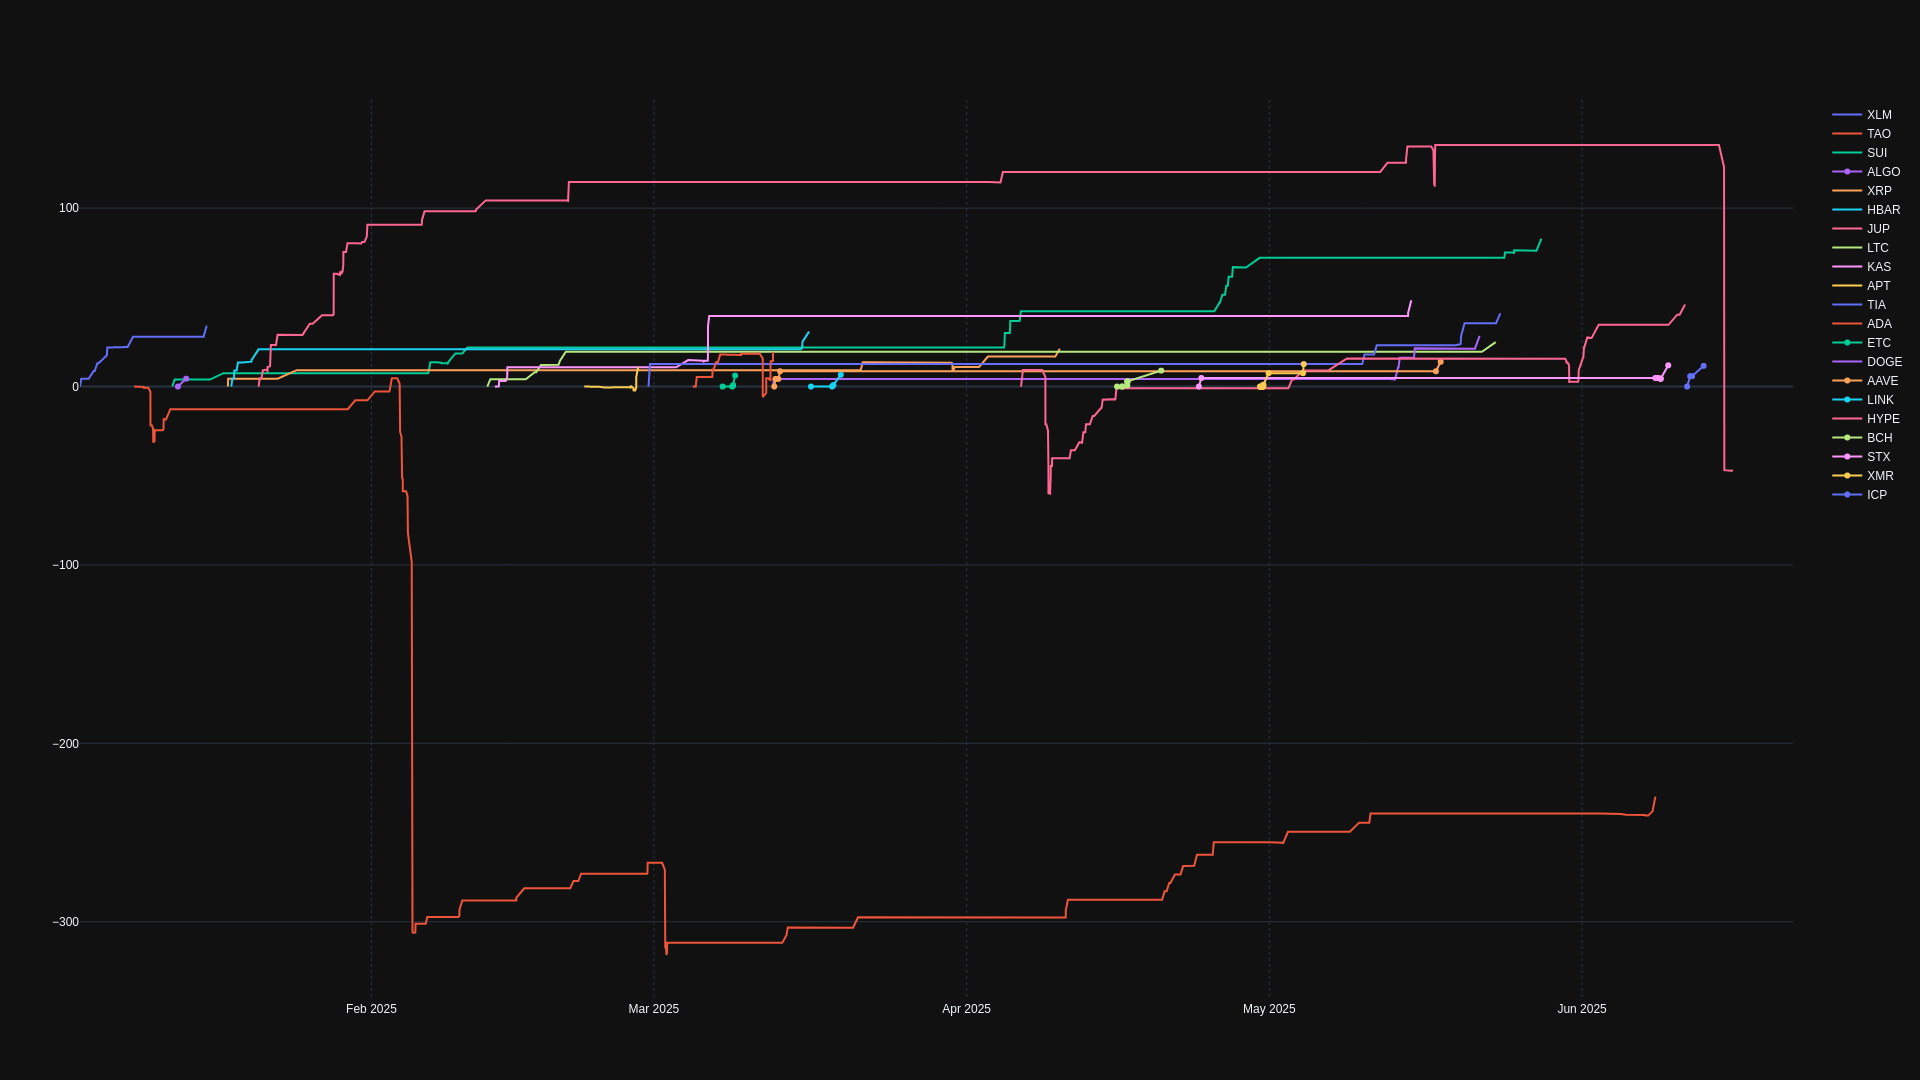 100
0
−100
−200
−300
Feb 2025
Mar 2025
Apr 2025
May 2025
Jun 2025
XLM
TAO
SUI
ALGO
XRP
HBAR
JUP
LTC
KAS
APT
TIA
ADA
ETC
DOGE
AAVE
LINK
HYPE
BCH
STX
XMR
ICP